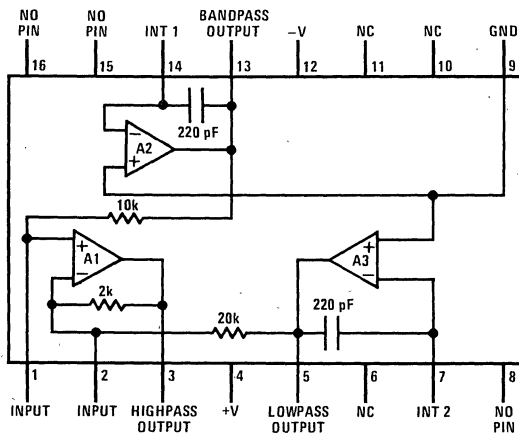 NO PIN
NO PIN
INT 1
BANDPASS OUTPUT
–V
NC
NC
GND
16
15
14
13
12
11
10
9
220 pF
–
A2
+
10k
+
A1
–
+
A3
–
2k
20k
220 pF
1
2
3
4
5
6
7
8
INPUT
INPUT
HIGHPASS OUTPUT
+V
LOWPASS OUTPUT
NC
INT 2
NO PIN